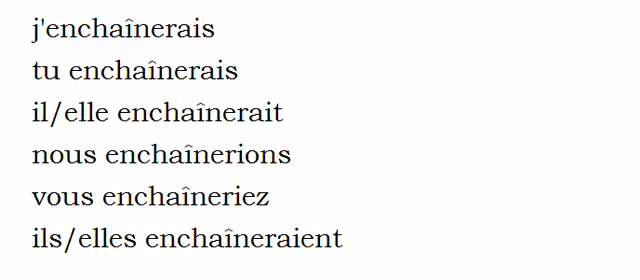 j'enchaînerais
tu enchaînerais
il/elle enchaînerait
nous enchaînerions
vous enchaîneriez
ils/elles enchaîneraient